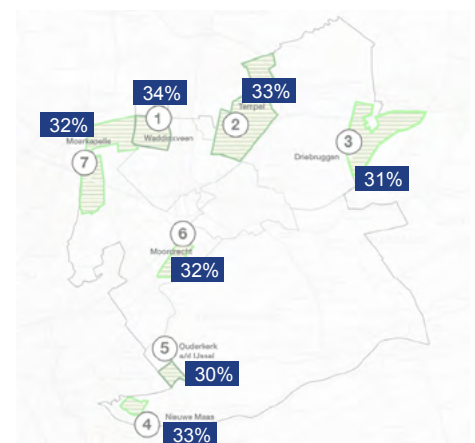 33%
34%
Tempel
1
2
32%
Moerkapelle
Waddinxveen
3
Driebruggen
7
31%
6
Moordrecht
32%
5
Ouderkerk
a/d IJssel
30%
Nieuwe Maas
4
33%